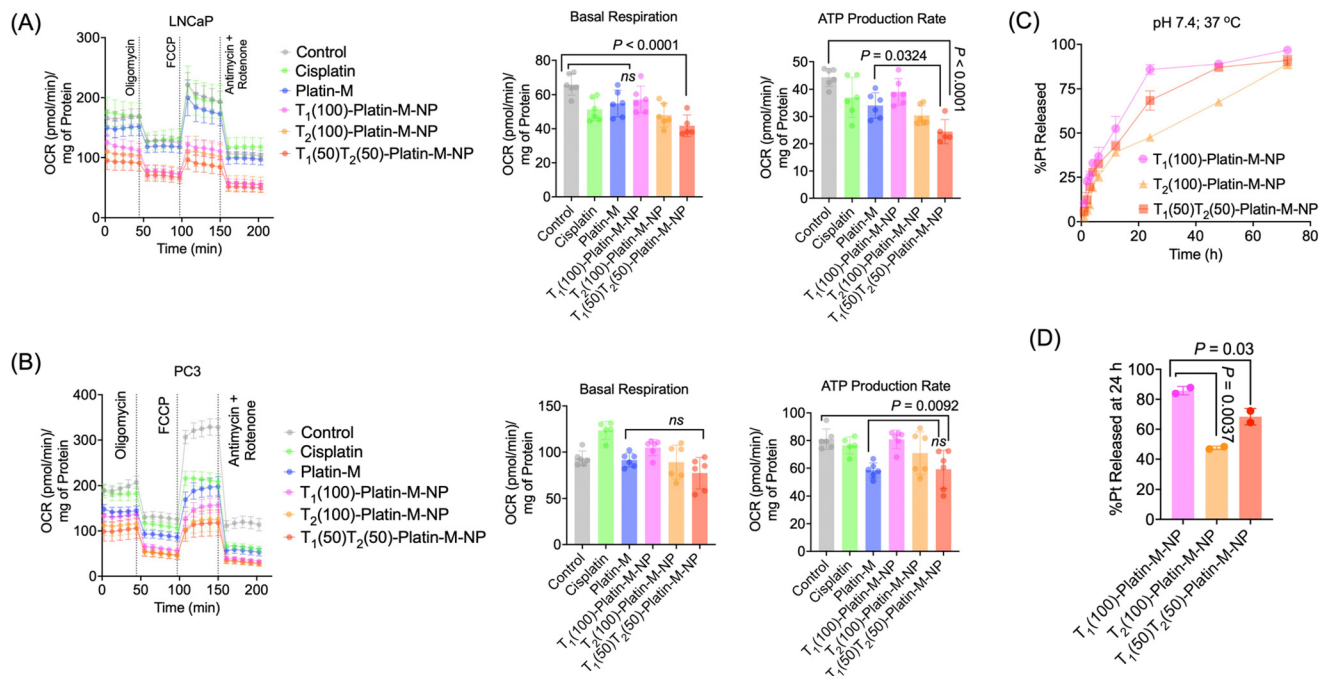 (A)
LNCaP
OCR (pmol/min)/
mg of Protein
300
200
100
0
0 50 100 150 200
Time (min)
Oligomycin
FCCP
Antimycin +
Rotenone
Control
Cisplatin
Platin-M
T1(100)-Platin-M-NP
T2(100)-Platin-M-NP
T1(50)T2(50)-Platin-M-NP
Basal Respiration
P < 0.0001
ns
OCR (pmol/min)/
mg of Protein
80
60
40
20
0
Control
Cisplatin
Platin-M
T1(100)-Platin-M-NP
T2(100)-Platin-M-NP
T1(50)T2(50)-Platin-M-NP
ATP Production Rate
P = 0.0324
P < 0.0001
OCR (pmol/min)/
mg of Protein
50
40
30
20
10
0
Control
Cisplatin
Platin-M
T1(100)-Platin-M-NP
T2(100)-Platin-M-NP
T1(50)T2(50)-Platin-M-NP
(B)
PC3
OCR (pmol/min)/
mg of Protein
400
300
200
100
0
0 50 100 150 200
Time (min)
Oligomycin
FCCP
Antimycin +
Rotenone
Control
Cisplatin
Platin-M
T1(100)-Platin-M-NP
T2(100)-Platin-M-NP
T1(50)T2(50)-Platin-M-NP
Basal Respiration
ns
OCR (pmol/min)/
mg of Protein
150
100
50
0
Control
Cisplatin
Platin-M
T1(100)-Platin-M-NP
T2(100)-Platin-M-NP
T1(50)T2(50)-Platin-M-NP
ATP Production Rate
P = 0.0092
ns
OCR (pmol/min)/
mg of Protein
100
80
60
40
20
0
Control
Cisplatin
Platin-M
T1(100)-Platin-M-NP
T2(100)-Platin-M-NP
T1(50)T2(50)-Platin-M-NP
(C)
pH 7.4; 37 ºC
%Pt Released
100
75
50
25
0
0 20 40 60 80
Time (h)
T1(100)-Platin-M-NP
T2(100)-Platin-M-NP
T1(50)T2(50)-Platin-M-NP
(D)
P = 0.03
P = 0.0037
%Pt Released at 24 h
100
80
60
40
20
0
T1(100)-Platin-M-NP
T2(100)-Platin-M-NP
T1(50)T2(50)-Platin-M-NP